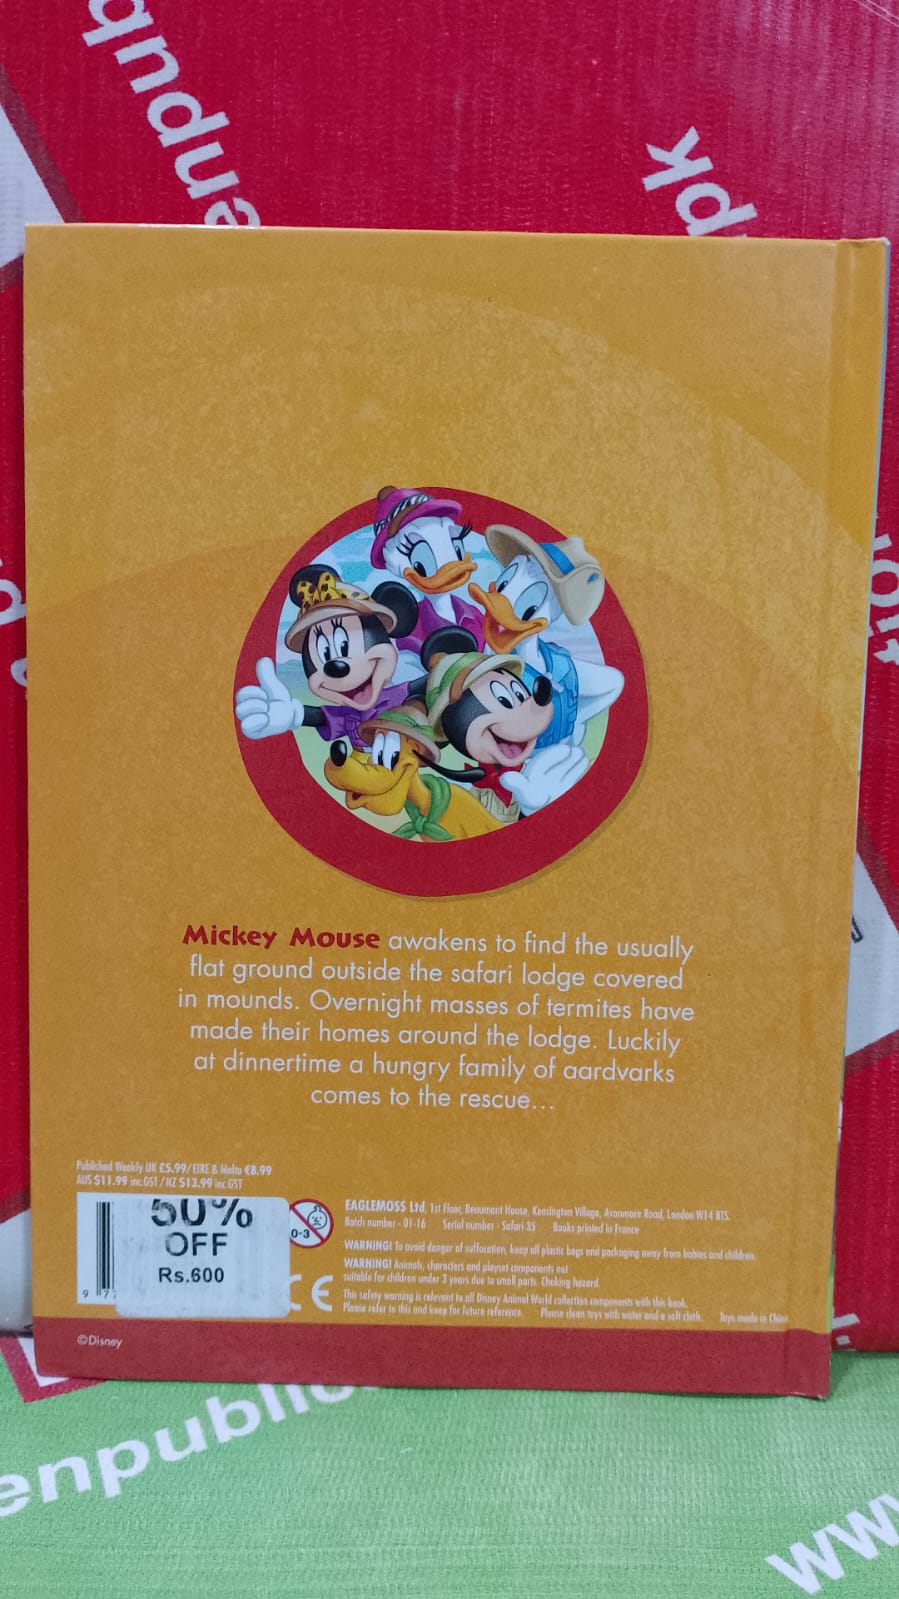 Mickey Mouse awakens to find the usually
flat ground outside the safari lodge covered
in mounds. Overnight masses of termites have
made their homes around the lodge. Luckily
at dinnertime a hungry family of aardvarks
comes to the rescue...
Published Weekly UK £5.99/EIRE & Malta €8.99
AUS $11.99 inc.GST/NZ $13.99 inc.GST
50%
OFF
Rs.600
0-3
CE
EAGLEMOSS Ltd, 1st Floor, Beaumont House, Kensington Village, Avonmore Road, London W14 8TS.
Batch number - 01-16 Serial number - Safari 35 Books printed in France
WARNING! To avoid danger of suffocation, keep all plastic bags and packaging away from babies and children.
WARNING! Animals, characters and playset components not
suitable for children under 3 years due to small parts. Choking hazard.
This safety warning is relevant to all Disney Animal World collection components with this book.
Please refer to this and keep for future reference. Please clean toys with water and a soft cloth. Toys made in China
©Disney
enpublic
www